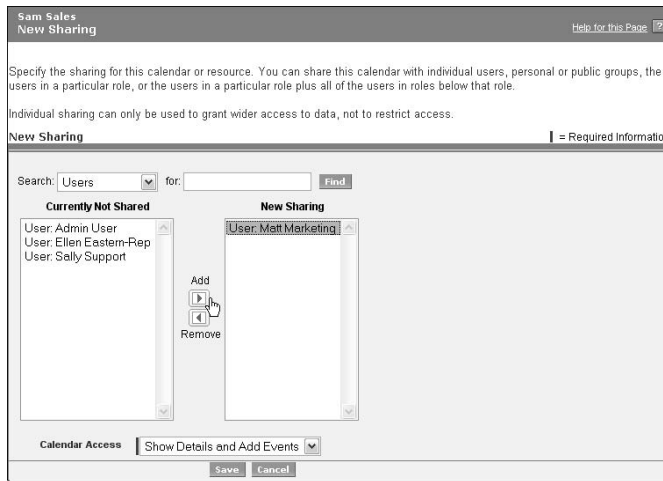 Sam Sales
New Sharing
Help for this Page ?
Specify the sharing for this calendar or resource. You can share this calendar with individual users, personal or public groups, the
users in a particular role, or the users in a particular role plus all of the users in roles below that role.
Individual sharing can only be used to grant wider access to data, not to restrict access.
New Sharing
= Required Informatio
Search: Users for: Find
Currently Not Shared
New Sharing
User: Admin User
User: Ellen Eastern-Rep
User: Sally Support
User: Matt Marketing
Add
Remove
Calendar Access Show Details and Add Events
Save Cancel